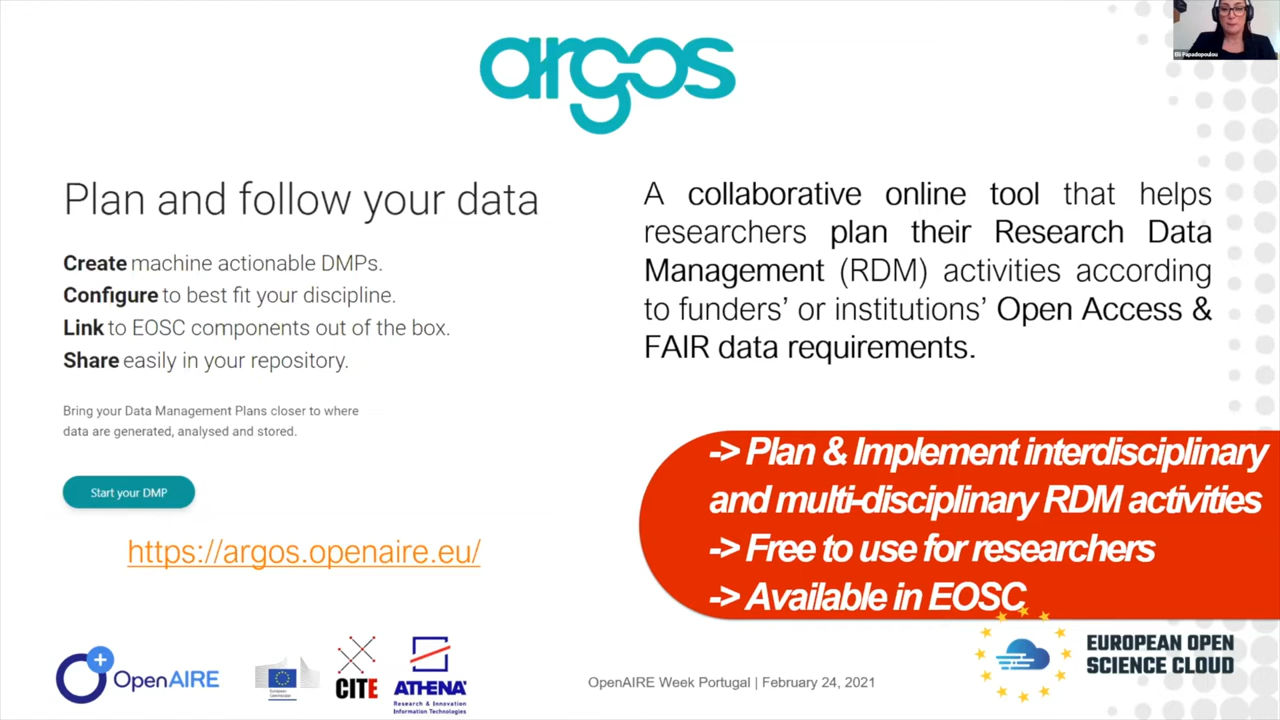 Eli Papadopoulou
argos
Plan and follow your data
Create machine actionable DMPs.
Configure to best fit your discipline.
Link to EOSC components out of the box.
Share easily in your repository.
Bring your Data Management Plans closer to where
data are generated, analysed and stored.
Start your DMP
https://argos.openaire.eu/
A collaborative online tool that helps
researchers plan their Research Data
Management (RDM) activities according
to funders’ or institutions’ Open Access &
FAIR data requirements.
-> Plan & Implement interdisciplinary
and multi-disciplinary RDM activities
-> Free to use for researchers
-> Available in EOSC
OpenAIRE
European
Commission
CITE
ATHENA
Research & Innovation
Information Technologies
OpenAIRE Week Portugal | February 24, 2021
EUROPEAN OPEN
SCIENCE CLOUD